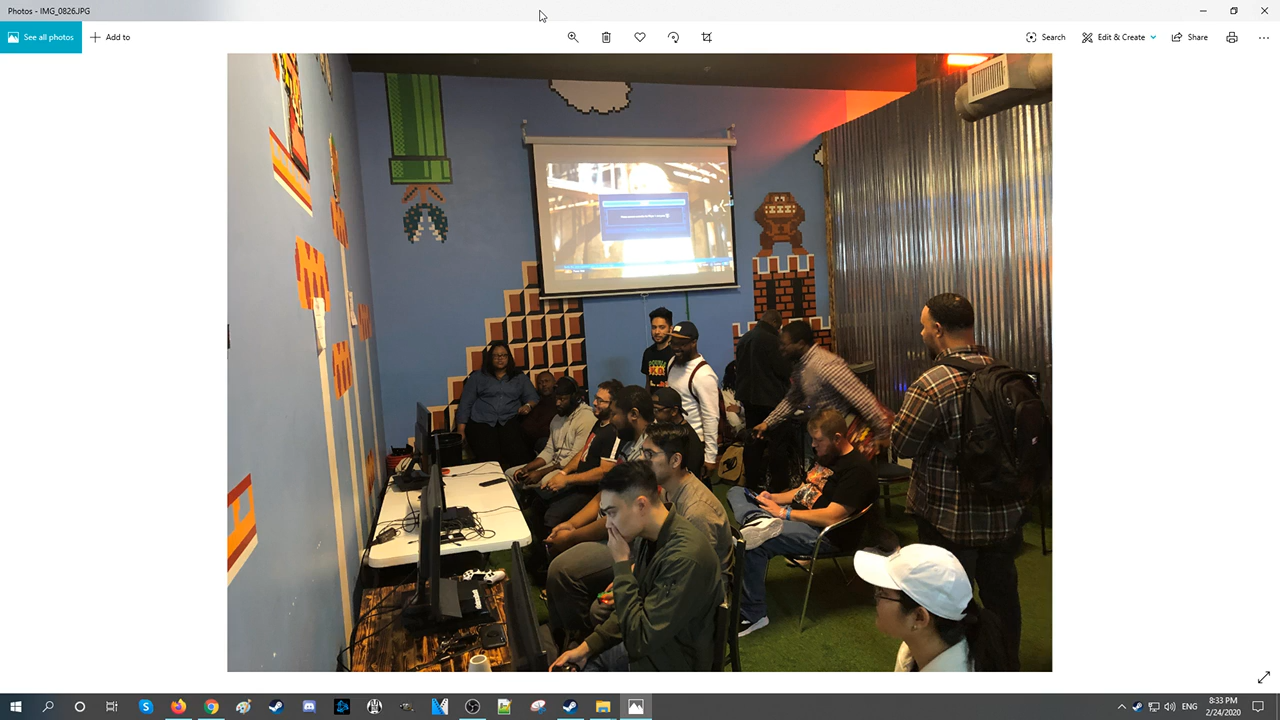 Photos - IMG_0826.JPG
See all photos
Add to
Search
Edit & Create
Share
ENG
8:33 PM
2/24/2020